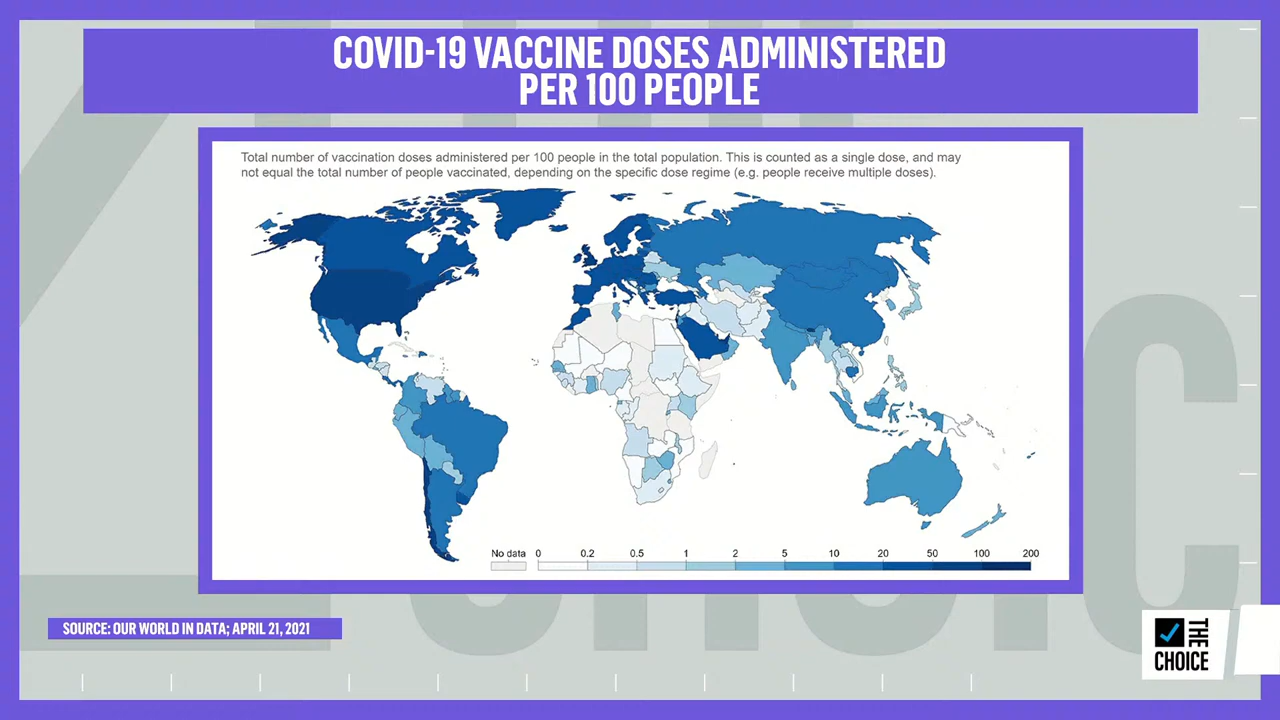 COVID-19 VACCINE DOSES ADMINISTERED
PER 100 PEOPLE
Total number of vaccination doses administered per 100 people in the total population. This is counted as a single dose, and may
not equal the total number of people vaccinated, depending on the specific dose regime (e.g. people receive multiple doses).
No data 0 0.2 0.5 1 2 5 10 20 50 100 200
SOURCE: OUR WORLD IN DATA; APRIL 21, 2021
THE
CHOICE